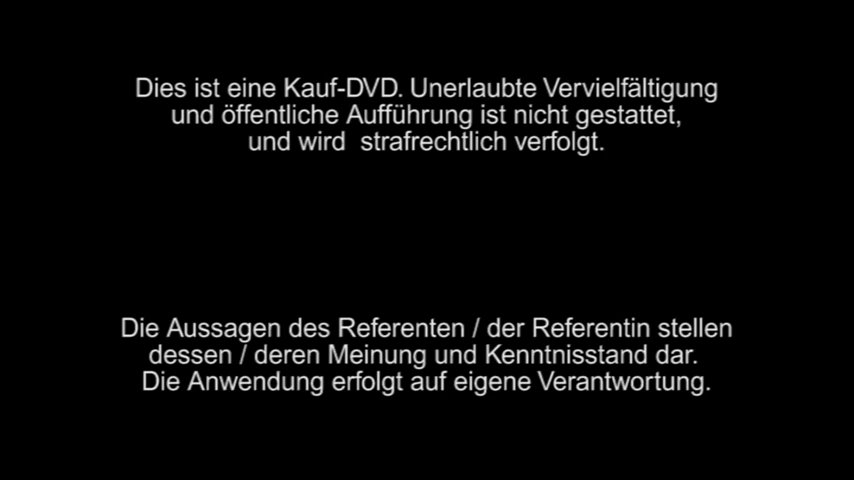 Dies ist eine Kauf-DVD. Unerlaubte Vervielfältigung
und öffentliche Aufführung ist nicht gestattet,
und wird  strafrechtlich verfolgt.
Die Aussagen des Referenten / der Referentin stellen
dessen / deren Meinung und Kenntnisstand dar.
Die Anwendung erfolgt auf eigene Verantwortung.